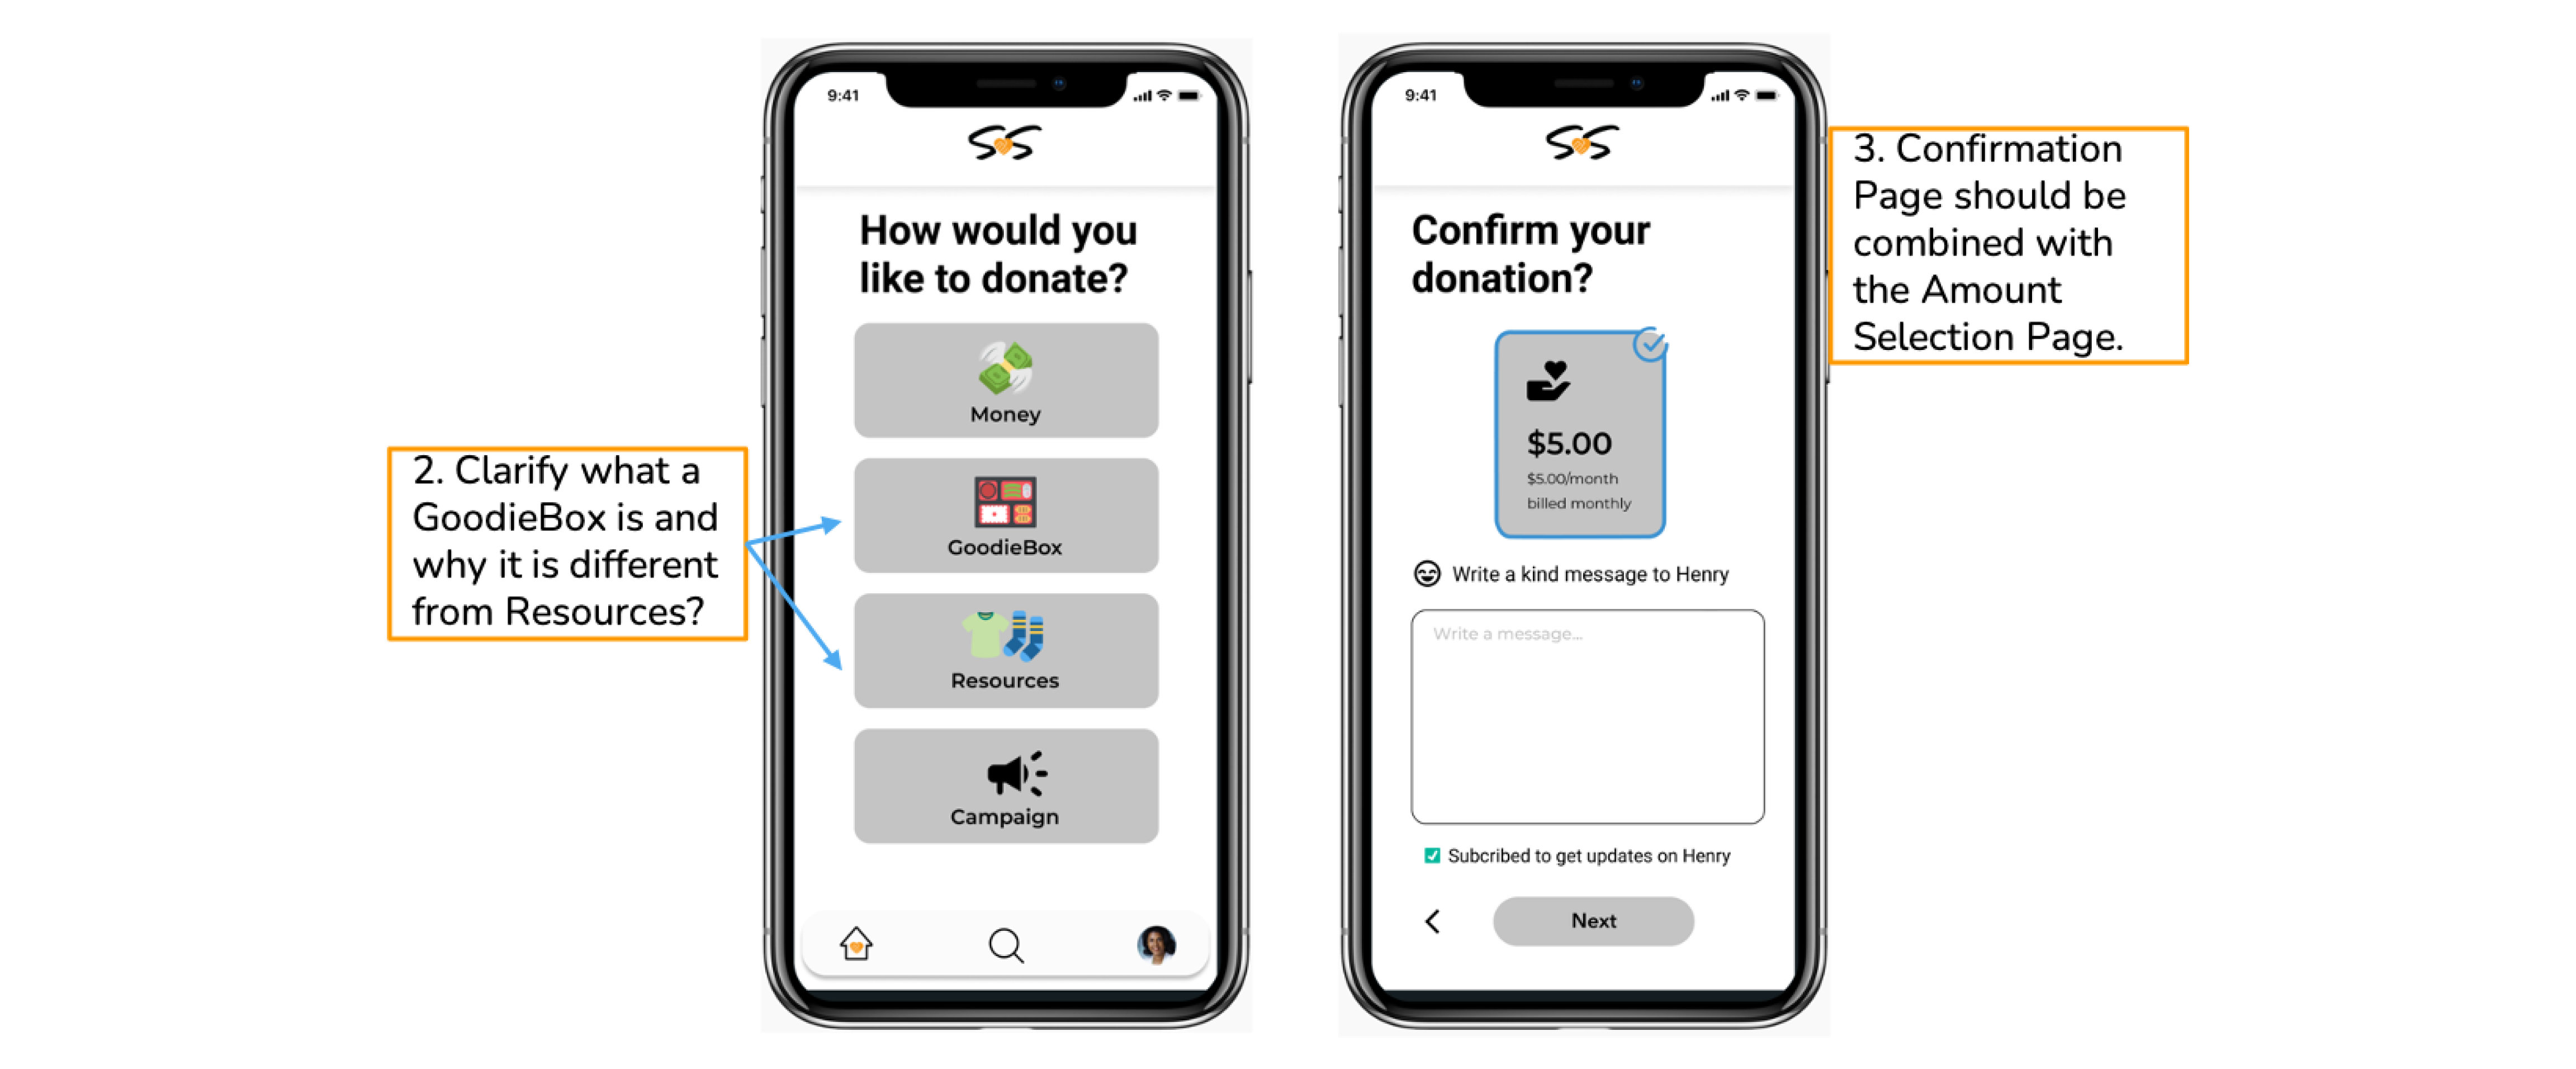 2. Clarify what a
GoodieBox is and
why it is different
from Resources?
9:41
SS
How would you
like to donate?
Money
GoodieBox
Resources
Campaign
9:41
SS
Confirm your
donation?
$5.00
$5.00/month
billed monthly
Write a kind message to Henry
Write a message...
Subcribed to get updates on Henry
Next
3. Confirmation
Page should be
combined with
the Amount
Selection Page.